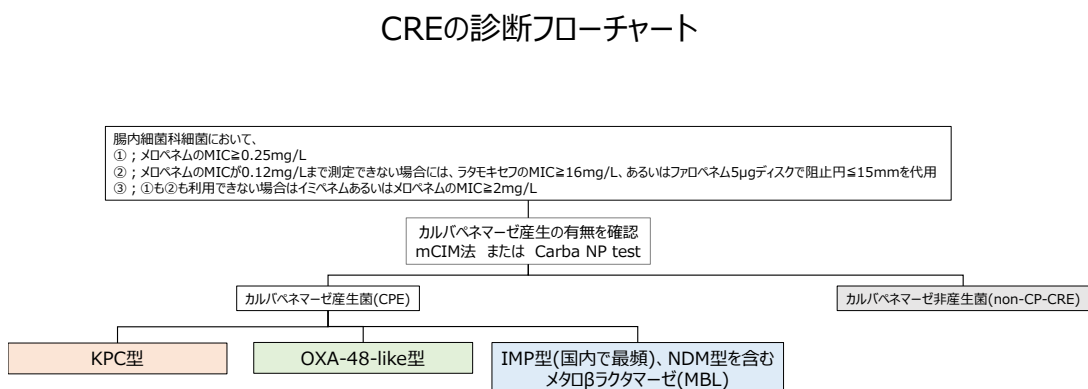 CREの診断フローチャート
腸内細菌科細菌において、
①；メロペネムのMIC≧0.25mg/L
②；メロペネムのMICが0.12mg/Lまで測定できない場合には、ラタモキセフのMIC≧16mg/L、あるいはファロペネム5μgディスクで阻止円≦15mmを代用
③；①も②も利用できない場合はイミペネムあるいはメロペネムのMIC≧2mg/L
カルバペネマーゼ産生の有無を確認
mCIM法 または Carba NP test
カルバペネマーゼ産生菌(CPE)
カルバペネマーゼ非産生菌(non-CP-CRE)
KPC型
OXA-48-like型
IMP型(国内で最頻)、NDM型を含む
メタロβラクタマーゼ(MBL)